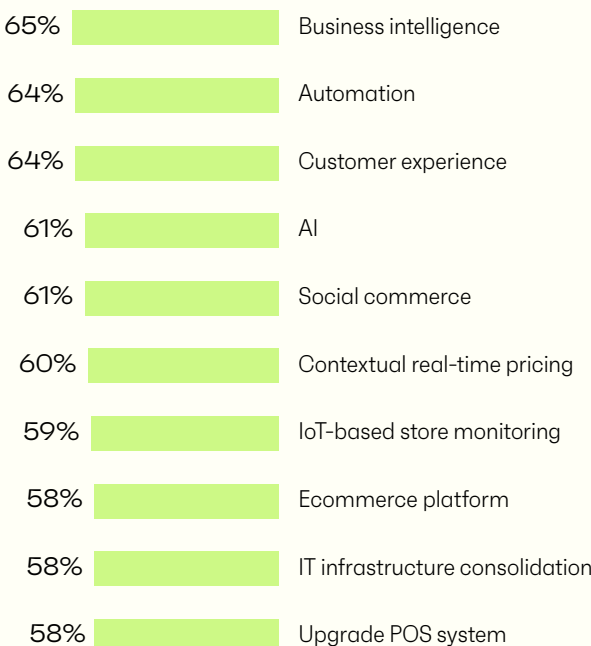 65% Business intelligence
64% Automation
64% Customer experience
61% AI
61% Social commerce
60% Contextual real-time pricing
59% IoT-based store monitoring
58% Ecommerce platform
58% IT infrastructure consolidation
58% Upgrade POS system